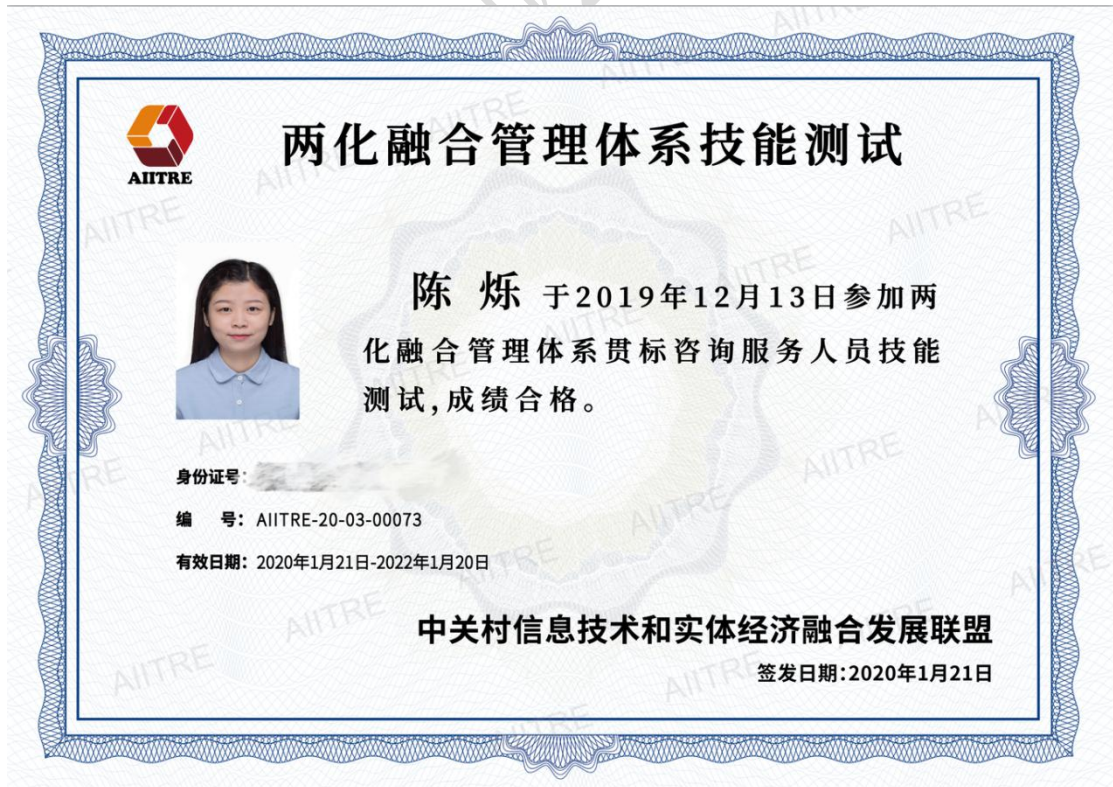 AIITRE
两化融合管理体系技能测试
陈 烁 于2019年12月13日参加两
化融合管理体系贯标咨询服务人员技能
测试,成绩合格。
身份证号:
编 号: AIITRE-20-03-00073
有效日期: 2020年1月21日-2022年1月20日
中关村信息技术和实体经济融合发展联盟
签发日期:2020年1月21日